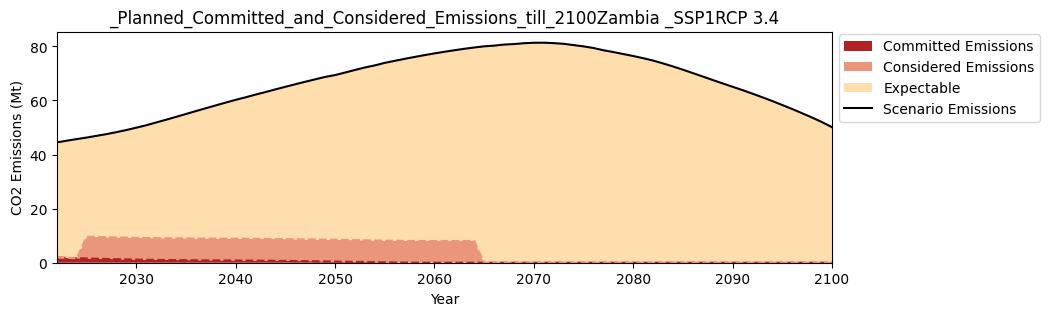 _Planned_Committed_and_Considered_Emissions_till_2100Zambia _SSP1RCP 3.4
Committed Emissions
Considered Emissions
Expectable
Scenario Emissions
CO2 Emissions (Mt)
80
60
40
20
0
2030 2040 2050 2060 2070 2080 2090 2100
Year